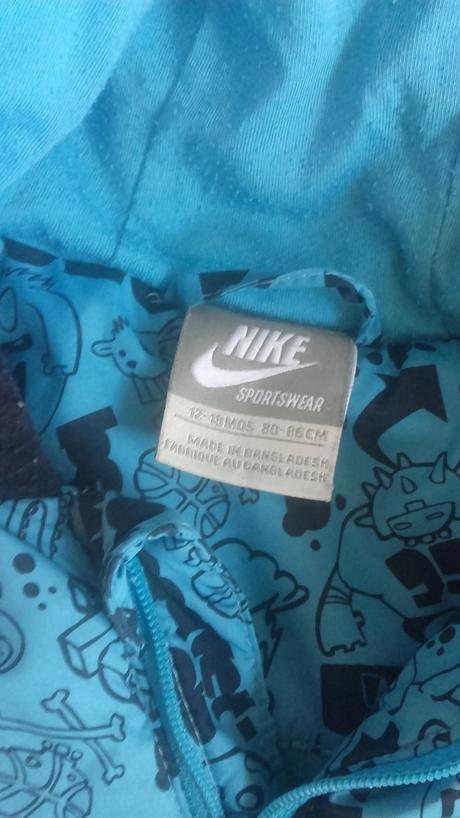 NIKE
SPORTSWEAR
12-18MOS 80-86CM
MADE IN BANGLADESH
FABRIQUE AU BANGLADESH